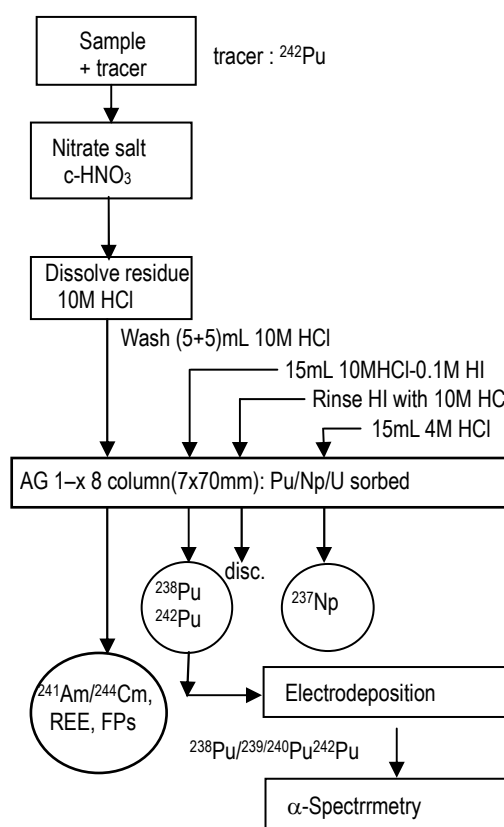 Sample
+ tracer
tracer : ²⁴²Pu
Nitrate salt
c-HNO₃
Dissolve residue
10M HCl
Wash (5+5)mL 10M HCl
15mL 10MHCl-0.1M HI
Rinse HI with 10M HC
15mL 4M HCl
AG 1–x 8 column(7x70mm): Pu/Np/U sorbed
disc.
²³⁸Pu
²⁴²Pu
²³⁷Np
²⁴¹Am/²⁴⁴Cm,
REE, FPs
Electrodeposition
²³⁸Pu/²³⁹/²⁴⁰Pu²⁴²Pu
α-Spectrrmetry